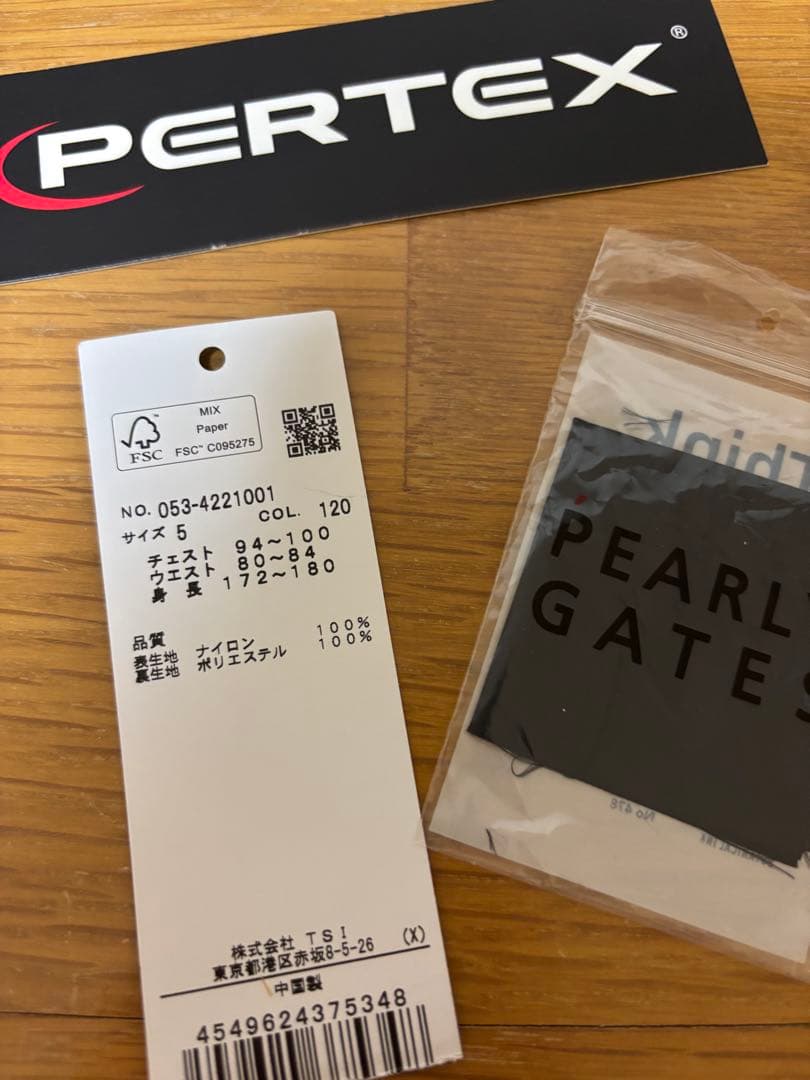 PERTEX®
MIX
Paper
FSC
FSC™ C095275
NO. 053-4221001
サイズ 5 COL. 120
チェスト 94~100
ウエスト 80~84
身 長 172~180
品質
表生地 ナイロン 100%
裏生地 ポリエステル 100%
株式会社 TSI (X)
東京都港区赤坂8-5-26
中国製
4549624375348
Think
PEARLY
GATES
No 478